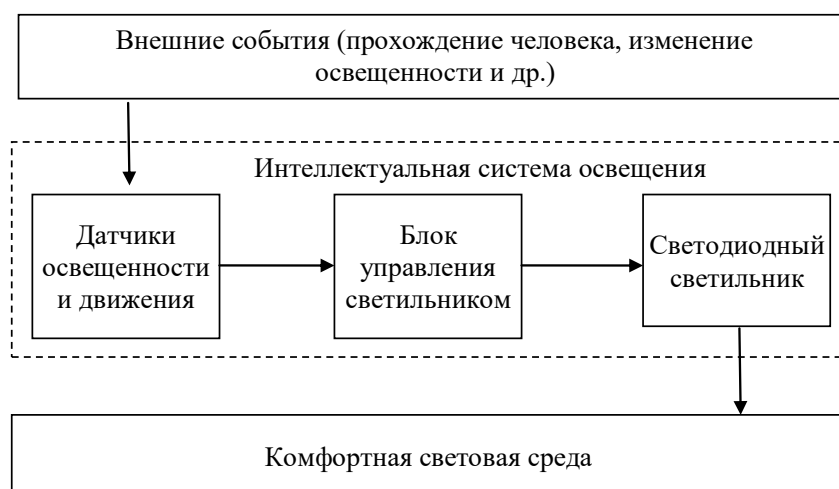 Внешние события (прохождение человека, изменение
освещенности и др.)
Интеллектуальная система освещения
Датчики
освещенности
и движения
Блок
управления
светильником
Светодиодный
светильник
Комфортная световая среда